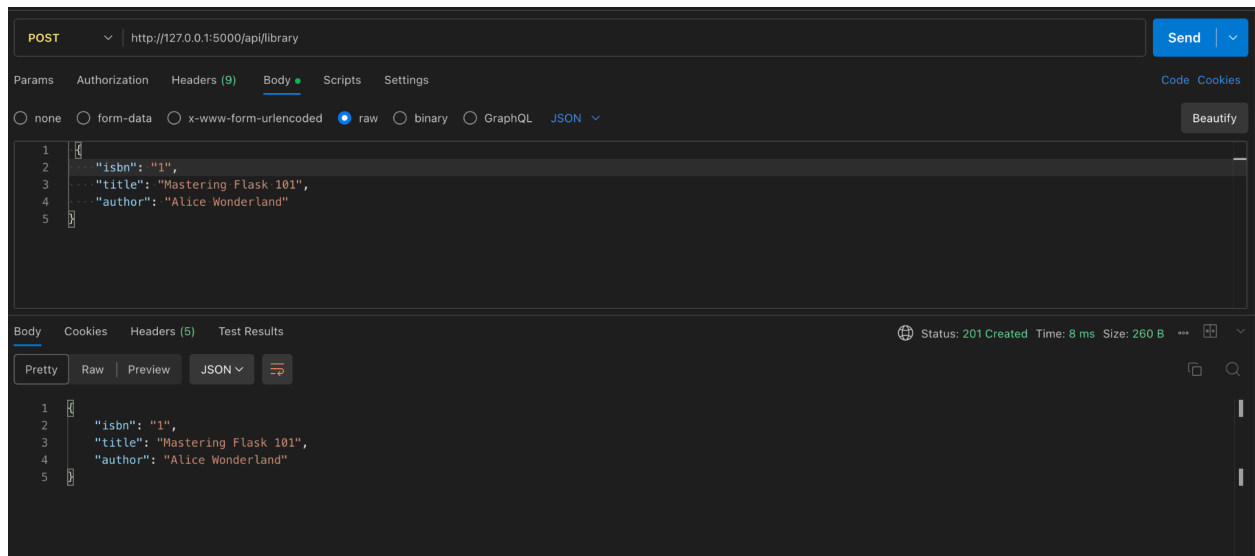 POST http://127.0.0.1:5000/api/library Send
Params Authorization Headers (9) Body Scripts Settings Code Cookies
none form-data x-www-form-urlencoded raw binary GraphQL JSON Beautify
1 {
2 "isbn": "1",
3 "title": "Mastering Flask 101",
4 "author": "Alice Wonderland"
5 }
Body Cookies Headers (5) Test Results Status: 201 Created Time: 8 ms Size: 260 B
Pretty Raw Preview JSON
1 {
2 "isbn": "1",
3 "title": "Mastering Flask 101",
4 "author": "Alice Wonderland"
5 }